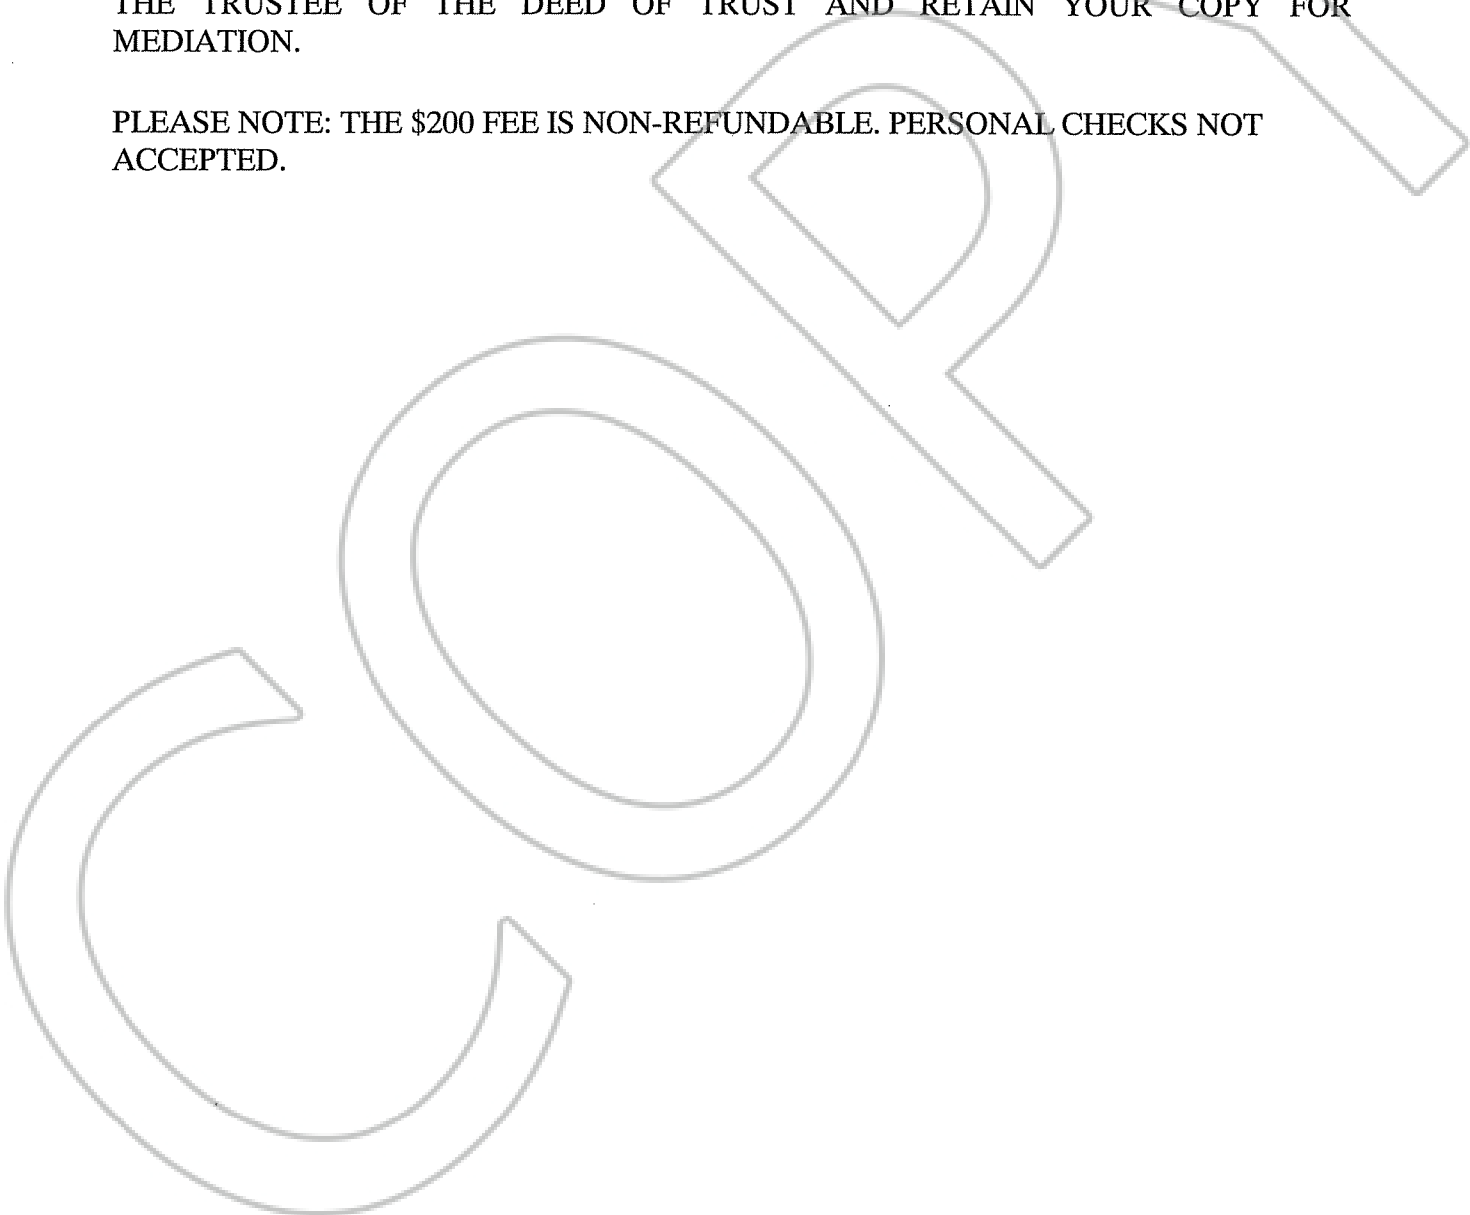 THE TRUSTEE OF THE DEED OF TRUST AND RETAIN YOUR COPY FOR
MEDIATION.
PLEASE NOTE: THE $200 FEE IS NON-REFUNDABLE. PERSONAL CHECKS NOT
ACCEPTED.
COPY